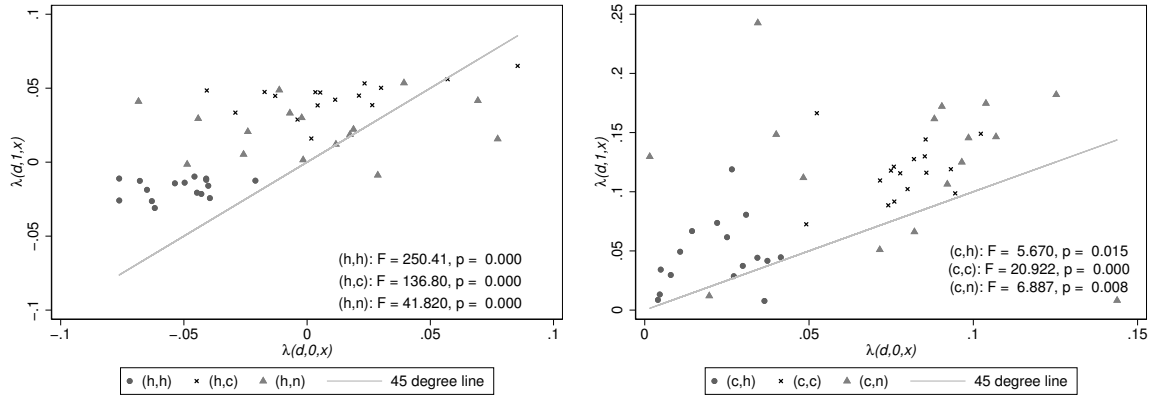 .1
.05
0
-.05
-.1
λ(d,1,x)
(h,h): F = 250.41, p = 0.000
(h,c): F = 136.80, p = 0.000
(h,n): F = 41.820, p = 0.000
-.1 -.05 0 .05 .1
λ(d,0,x)
(h,h) (h,c) (h,n) 45 degree line
.25
.2
.15
.1
.05
0
λ(d,1,x)
(c,h): F = 5.670, p = 0.015
(c,c): F = 20.922, p = 0.000
(c,n): F = 6.887, p = 0.008
0 .05 .1 .15
λ(d,0,x)
(c,h) (c,c) (c,n) 45 degree line